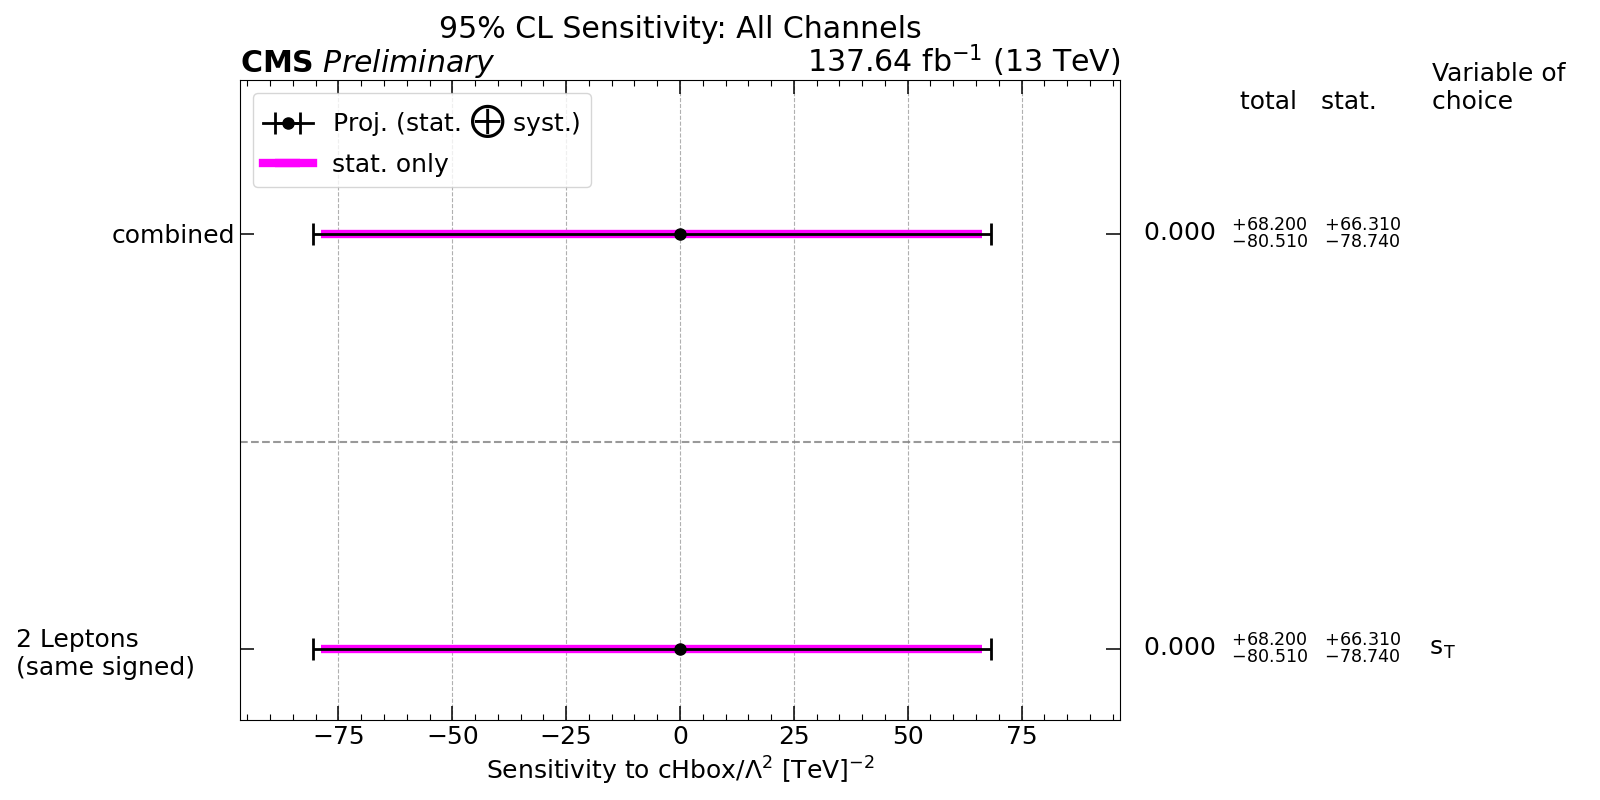 95% CL Sensitivity: All Channels
CMS Preliminary 137.64 fb⁻¹ (13 TeV)
Variable of
total stat. choice
Proj. (stat. ⊕ syst.)
stat. only
combined 0.000 +68.200 +66.310
−80.510 −78.740
2 Leptons
(same signed) 0.000 +68.200 +66.310
−80.510 −78.740 s_T
−75 −50 −25 0 25 50 75
Sensitivity to cHbox/Λ² [TeV]⁻²